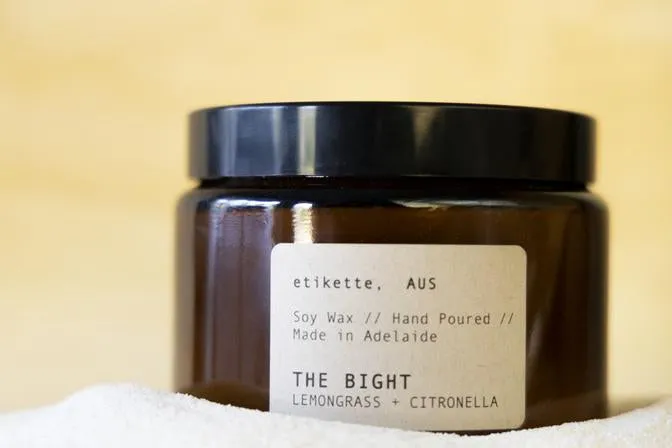 etikette, AUS
Soy Wax // Hand Poured //
Made in Adelaide
THE BIGHT
LEMONGRASS + CITRONELLA